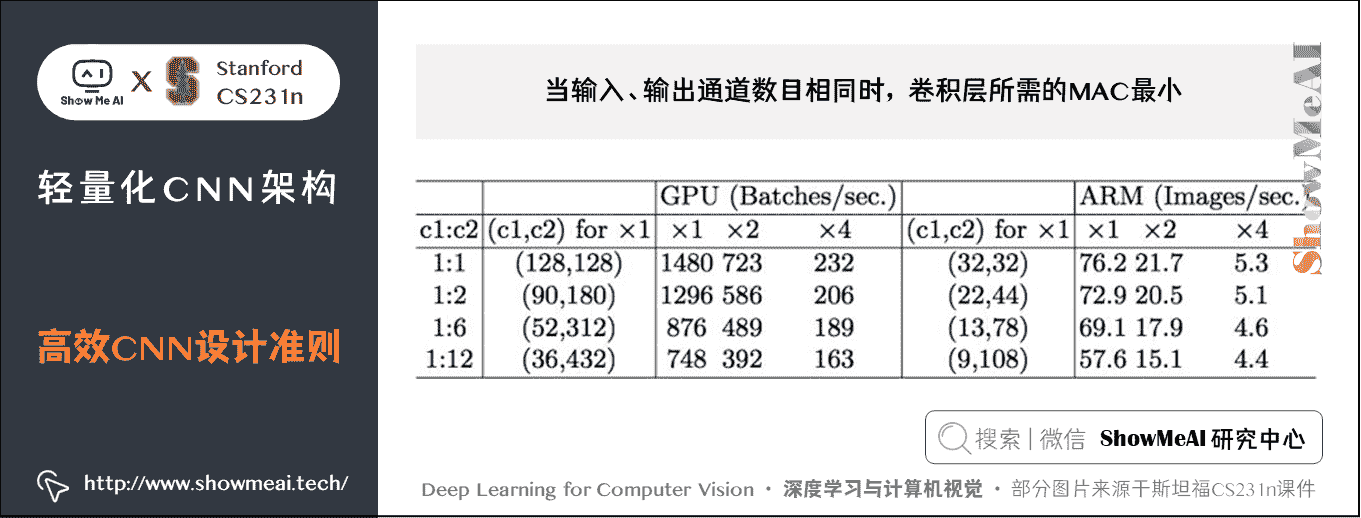 Show Me AI X S Stanford
CS231n
轻量化CNN架构
高效CNN设计准则
http://www.showmeai.tech/
当输入、输出通道数目相同时，卷积层所需的MAC最小
ShowMeAI
GPU (Batches/sec.) ARM (Images/sec.)
c1:c2 (c1,c2) for ×1 ×1 ×2 ×4 (c1,c2) for ×1 ×1 ×2 ×4
1:1 (128,128) 1480 723 232 (32,32) 76.2 21.7 5.3
1:2 (90,180) 1296 586 206 (22,44) 72.9 20.5 5.1
1:6 (52,312) 876 489 189 (13,78) 69.1 17.9 4.6
1:12 (36,432) 748 392 163 (9,108) 57.6 15.1 4.4
搜索 | 微信 ShowMeAI 研究中心
Deep Learning for Computer Vision · 深度学习与计算机视觉 · 部分图片来源于斯坦福CS231n课件